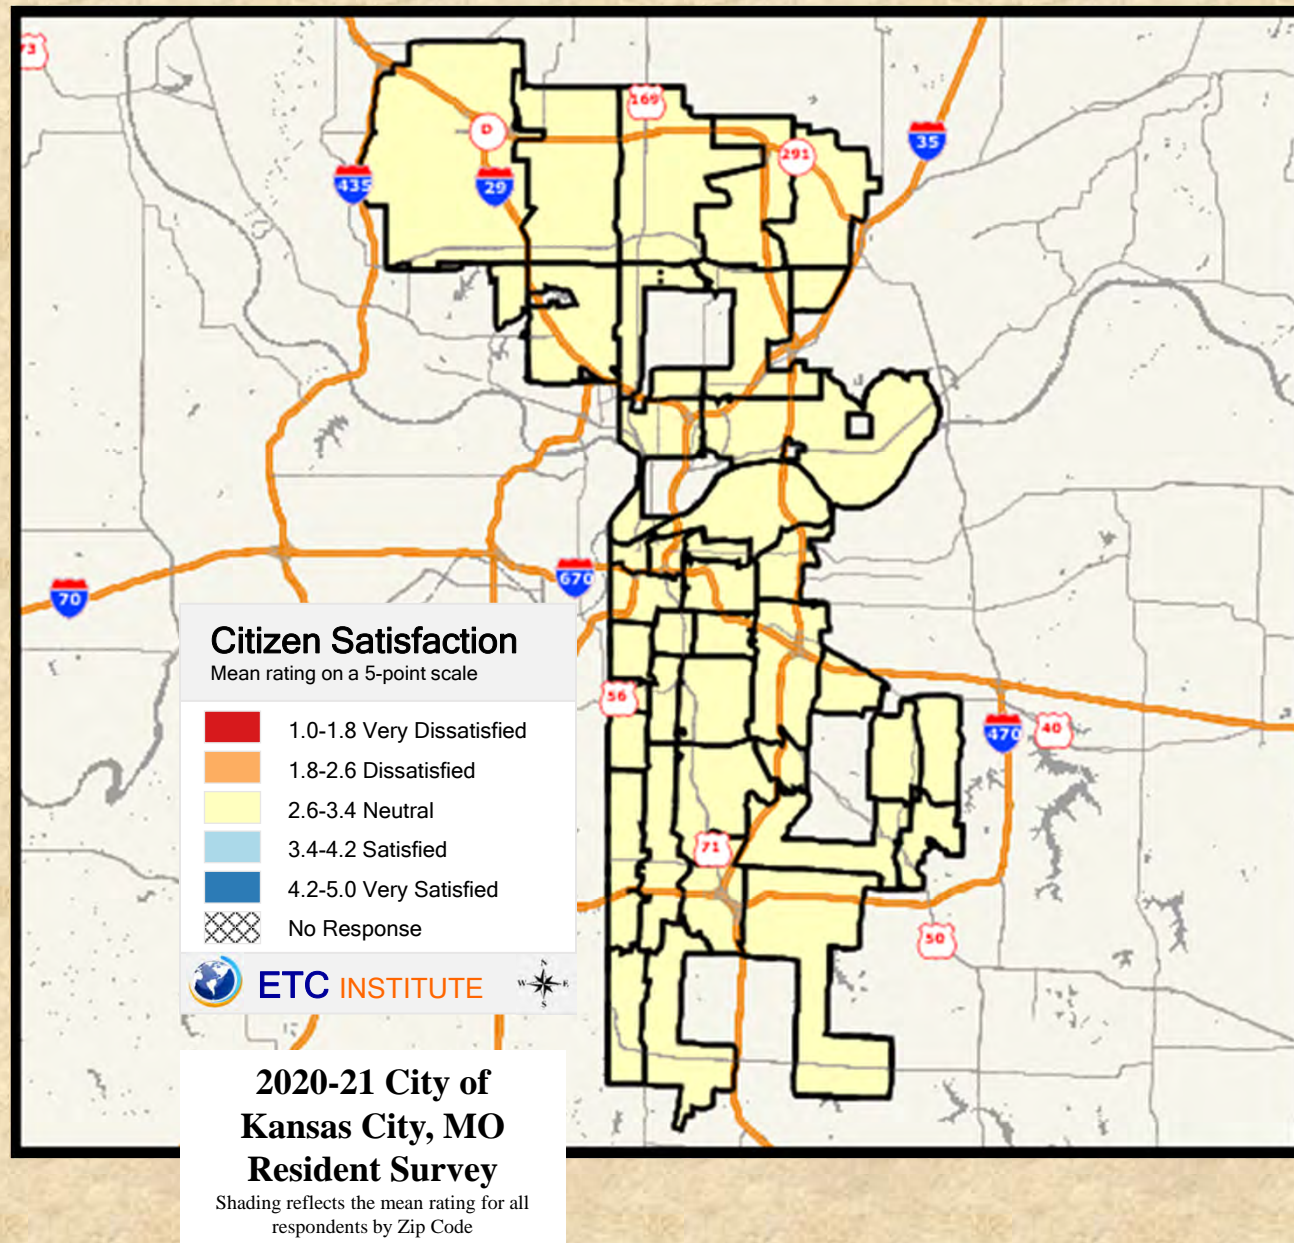 73
169
D
291
35
435
29
670
70
56
40
470
71
50
Citizen Satisfaction
Mean rating on a 5-point scale
1.0-1.8 Very Dissatisfied
1.8-2.6 Dissatisfied
2.6-3.4 Neutral
3.4-4.2 Satisfied
4.2-5.0 Very Satisfied
No Response
ETC INSTITUTE
N
W E
S
2020-21 City of
Kansas City, MO
Resident Survey
Shading reflects the mean rating for all
respondents by Zip Code